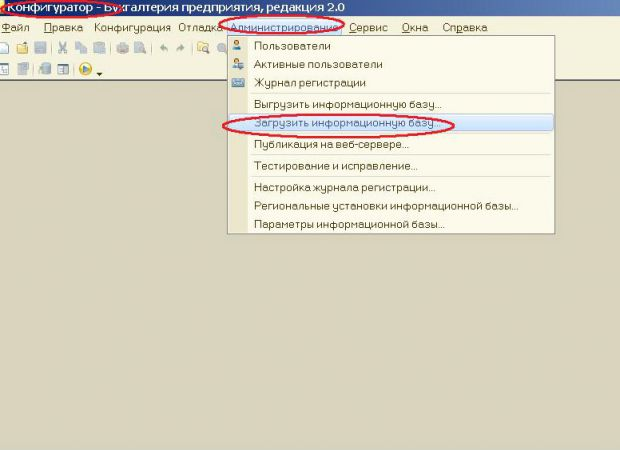 Конфигуратор - Бухгалтерия предприятия, редакция 2.0
Файл Правка Конфигурация Отладка Администрирование Сервис Окна Справка
Пользователи
Активные пользователи
Журнал регистрации
Выгрузить информационную базу...
Загрузить информационную базу...
Публикация на веб-сервере...
Тестирование и исправление...
Настройка журнала регистрации...
Региональные установки информационной базы...
Параметры информационной базы...